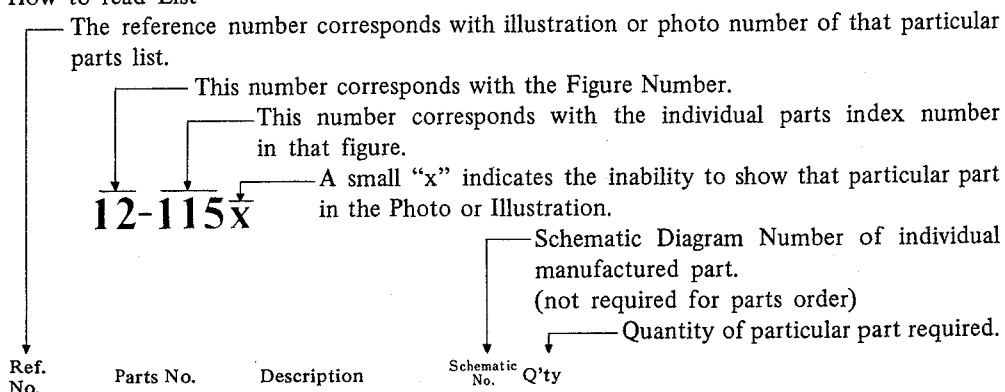 How to read List
The reference number corresponds with illustration or photo number of that particular
parts list.
This number corresponds with the Figure Number.
This number corresponds with the individual parts index number
in that figure.
A small “x” indicates the inability to show that particular part
in the Photo or Illustration.
12-115x
Schematic Diagram Number of individual
manufactured part.
(not required for parts order)
Quantity of particular part required.
Ref. No. Parts No. Description Schematic No. Q'ty